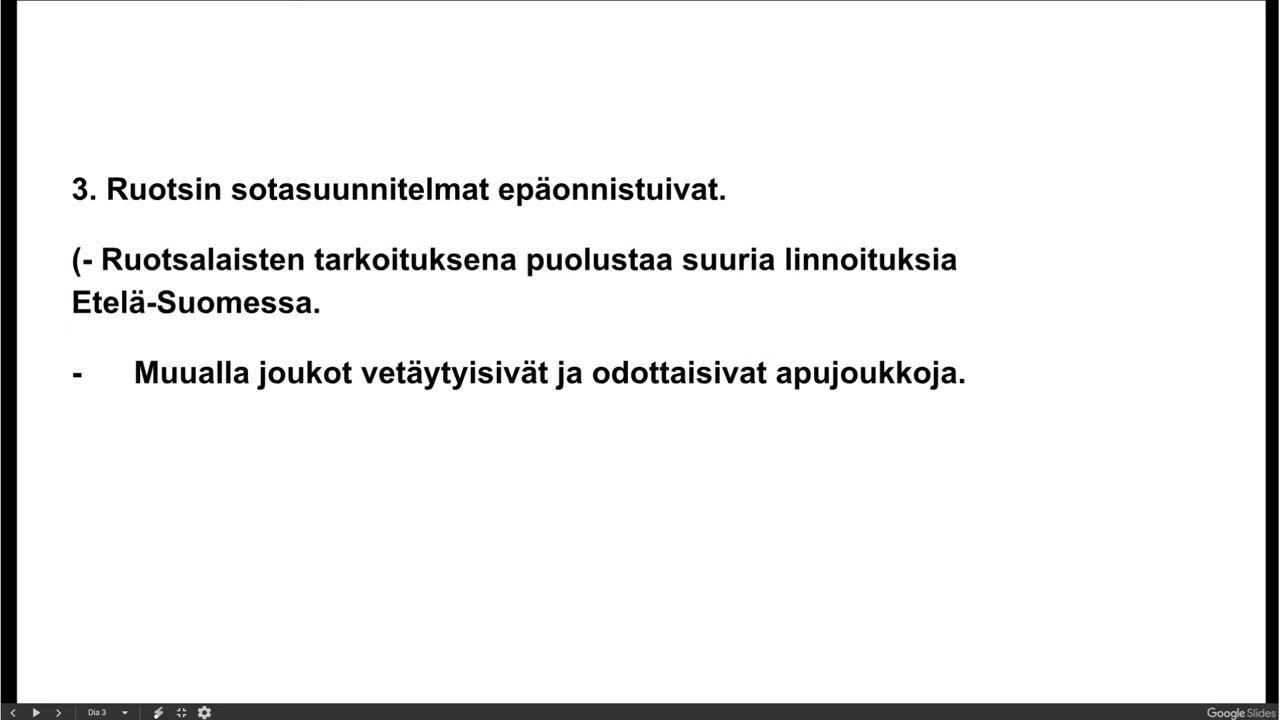 3. Ruotsin sotasuunnitelmat epäonnistuivat.
(- Ruotsalaisten tarkoituksena puolustaa suuria linnoituksia
Etelä-Suomessa.
- Muualla joukot vetäytyisivät ja odottaisivat apujoukkoja.
Dia 3
Google Slides